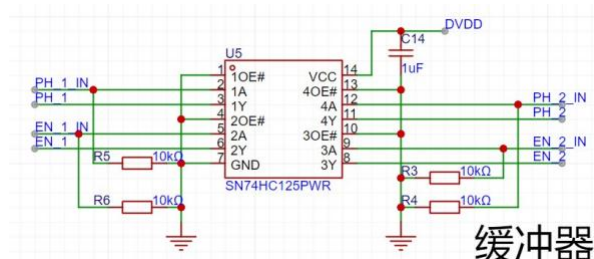 DVDD
C14
1uF
U5
1 1OE# VCC 14
PH_1_IN 2 1A 4OE# 13
PH_1 3 1Y 4A 12 PH_2_IN
4 2OE# 4Y 11 PH_2
EN_1_IN 5 2A 3OE# 10
EN_1 6 2Y 3A 9 EN_2_IN
7 GND 3Y 8 EN_2
R5 10kΩ
SN74HC125PWR
R3 10kΩ
R6 10kΩ
R4 10kΩ
缓冲器